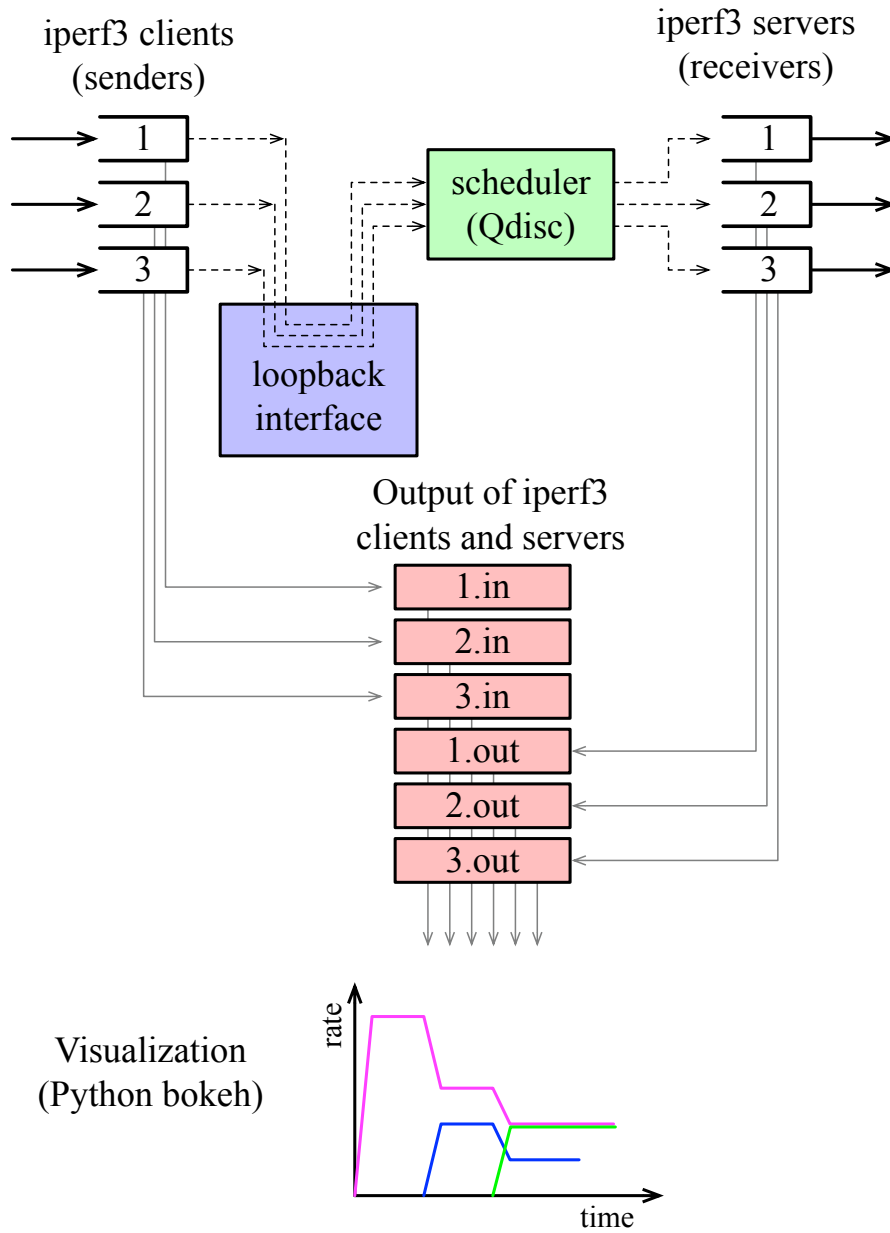 iperf3 clients
(senders)
iperf3 servers
(receivers)
1
2
3
scheduler
(Qdisc)
1
2
3
loopback
interface
Output of iperf3
clients and servers
1.in
2.in
3.in
1.out
2.out
3.out
Visualization
(Python bokeh)
rate
time